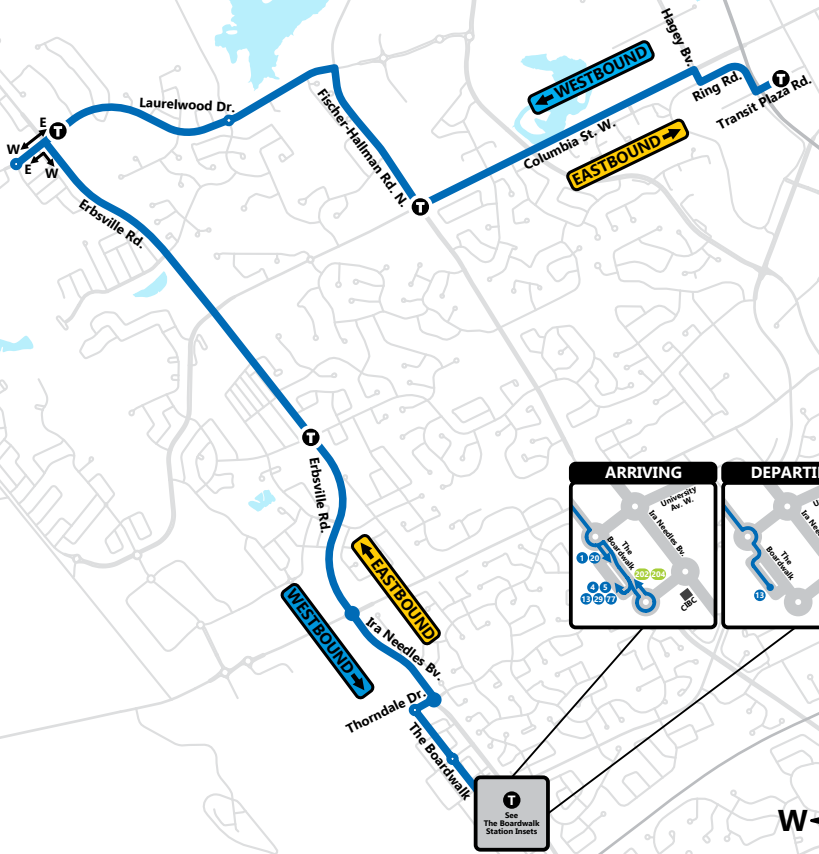 Hagey Bv.
WESTBOUND
Ring Rd.
Transit Plaza Rd.
T
Laurelwood Dr.
Fischer-Hallman Rd. N.
Columbia St. W.
EASTBOUND
E
T
W
E
W
T
Erbsville Rd.
T
Erbsville Rd.
EASTBOUND
WESTBOUND
Ira Needles Bv.
Thorndale Dr.
The Boardwalk
T
See
The Boardwalk
Station Insets
ARRIVING
University
Av. W.
Ira Needles Bv.
The
Boardwalk
1 20
202 204
4 5
13 29 77
CIBC
DEPARTI
U
Ira Nee
The
Boardwalk
13
W